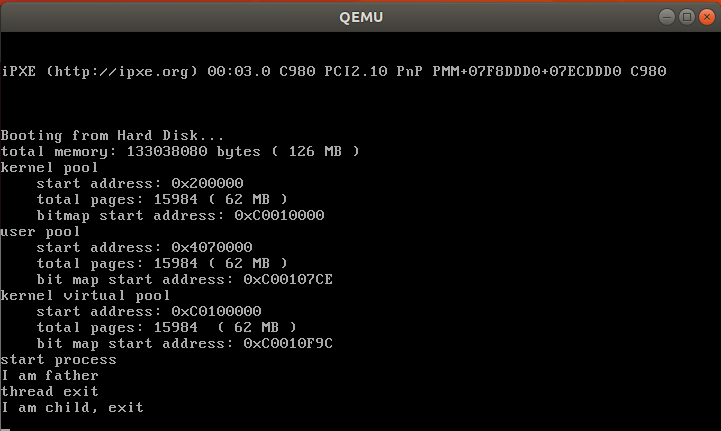 QEMU
iPXE (http://ipxe.org) 00:03.0 C980 PCI2.10 PnP PMM+07F8DDD0+07ECDDD0 C980
Booting from Hard Disk...
total memory: 133038080 bytes ( 126 MB )
kernel pool
    start address: 0x200000
    total pages: 15984 ( 62 MB )
    bitmap start address: 0xC0010000
user pool
    start address: 0x4070000
    total pages: 15984 ( 62 MB )
    bit map start address: 0xC00107CE
kernel virtual pool
    start address: 0xC0100000
    total pages: 15984  ( 62 MB )
    bit map start address: 0xC0010F9C
start process
I am father
thread exit
I am child, exit